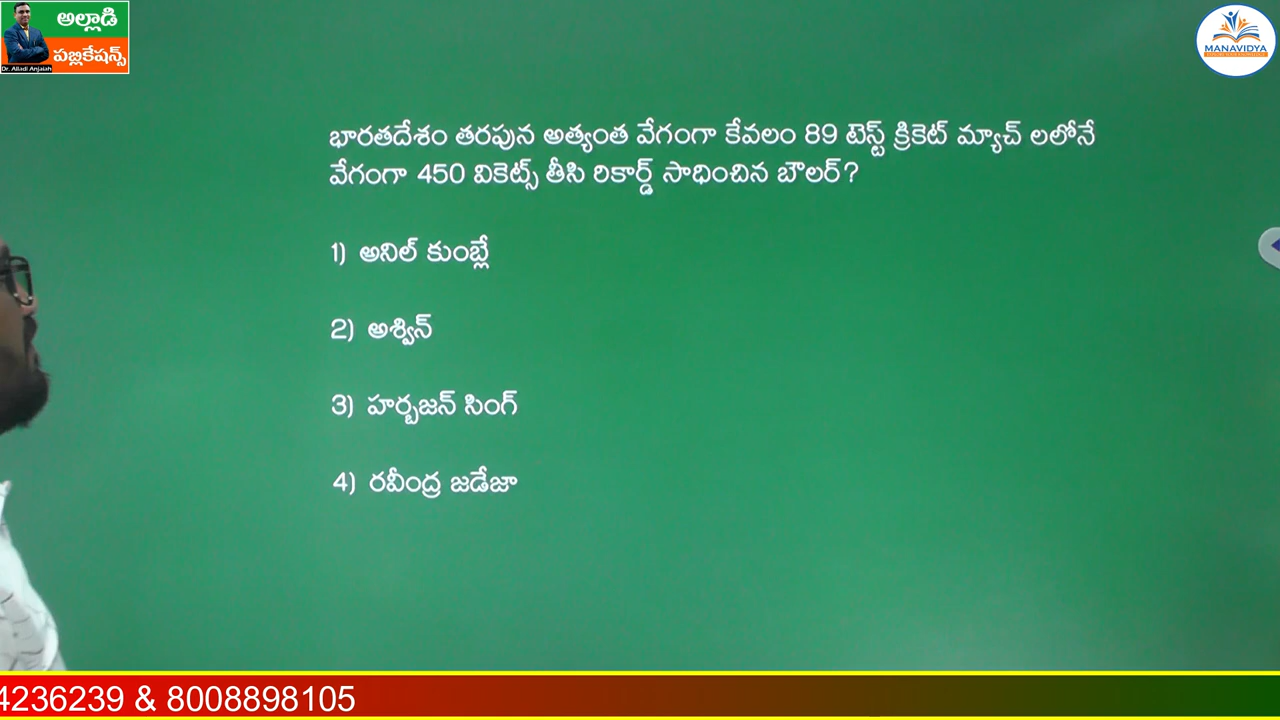 అల్లాడి
పబ్లికేషన్స్
Dr. Alladi Anjaiah
MANAVIDYA
భారతదేశం తరపున అత్యంత వేగంగా కేవలం 89 టెస్ట్ క్రికెట్ మ్యాచ్ లలోనే
వేగంగా 450 వికెట్స్ తీసి రికార్డ్ సాధించిన బౌలర్?
1) అనిల్ కుంబ్లే
2) అశ్విన్
3) హర్బజన్ సింగ్
4) రవీంద్ర జడేజా
4236239 & 8008898105